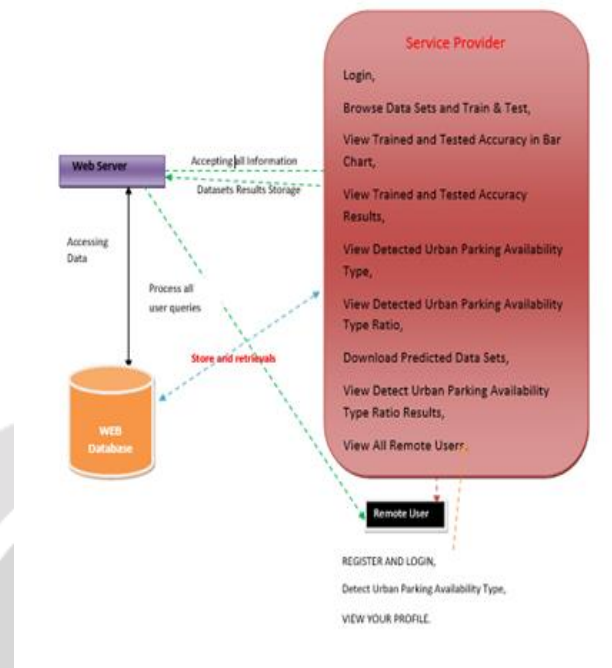 Service Provider
Login,
Browse Data Sets and Train & Test,
View Trained and Tested Accuracy in Bar
Chart,
View Trained and Tested Accuracy
Results,
View Detected Urban Parking Availability
Type,
View Detected Urban Parking Availability
Type Ratio,
Download Predicted Data Sets,
View Detect Urban Parking Availability
Type Ratio Results,
View All Remote Users.
Web Server
Accepting all Information
Datasets Results Storage
Accessing
Data
Process all
user queries
Store and retrievals
WEB
Database
Remote User
REGISTER AND LOGIN,
Detect Urban Parking Availability Type,
VIEW YOUR PROFILE.